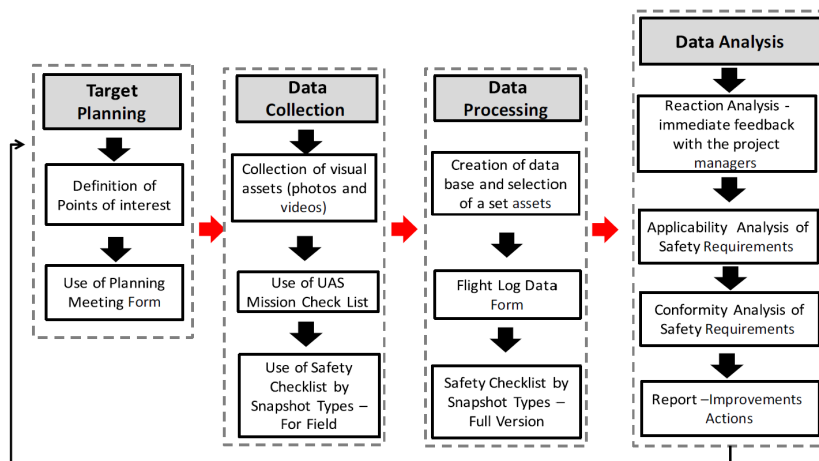 Target
Planning
Definition of
Points of interest
Use of Planning
Meeting Form
Data
Collection
Collection of visual
assets (photos and
videos)
Use of UAS
Mission Check List
Use of Safety
Checklist by
Snapshot Types –
For Field
Data
Processing
Creation of data
base and selection
of a set assets
Flight Log Data
Form
Safety Checklist by
Snapshot Types –
Full Version
Data Analysis
Reaction Analysis -
immediate feedback
with the project
managers
Applicability Analysis of
Safety Requirements
Conformity Analysis of
Safety Requirements
Report –Improvements
Actions